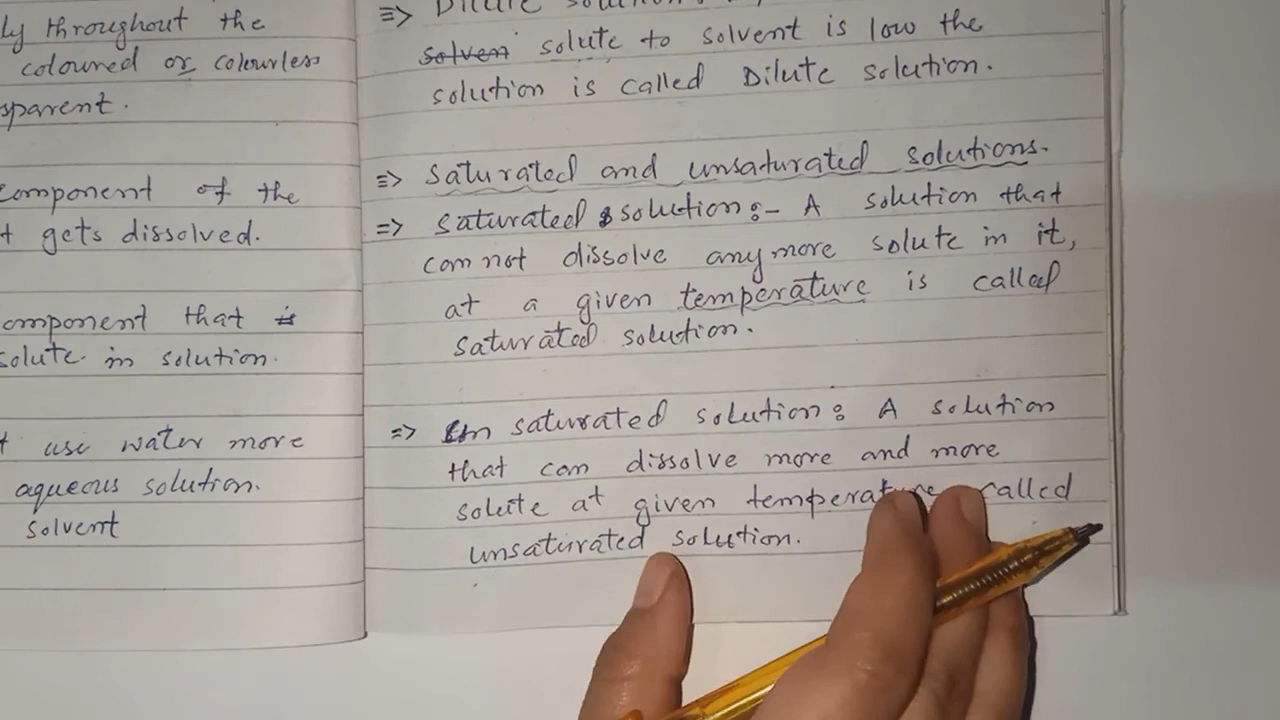 ly throughout the
coloured or colourless
sparent.
component of the
t gets dissolved.
omponent that is
solute in solution.
t use water more
aqueous solution.
solvent
=> Dilute solution
solven solute to solvent is low the
solution is called Dilute solution.
=> saturated and unsaturated solutions.
=> saturated solution:- A solution that
can not dissolve any more solute in it,
at a given temperature is called
saturated solution.
=> Un saturated solution: A solution
that can dissolve more and more
solute at given temperature called
unsaturated solution.